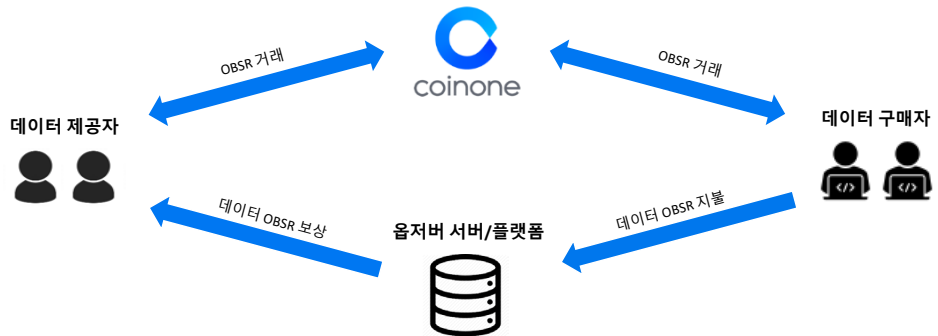 OBSR 거래
coinone
OBSR 거래
데이터 제공자
데이터 구매자
</>
</>
데이터 OBSR 보상
옵저버 서버/플랫폼
데이터 OBSR 지불